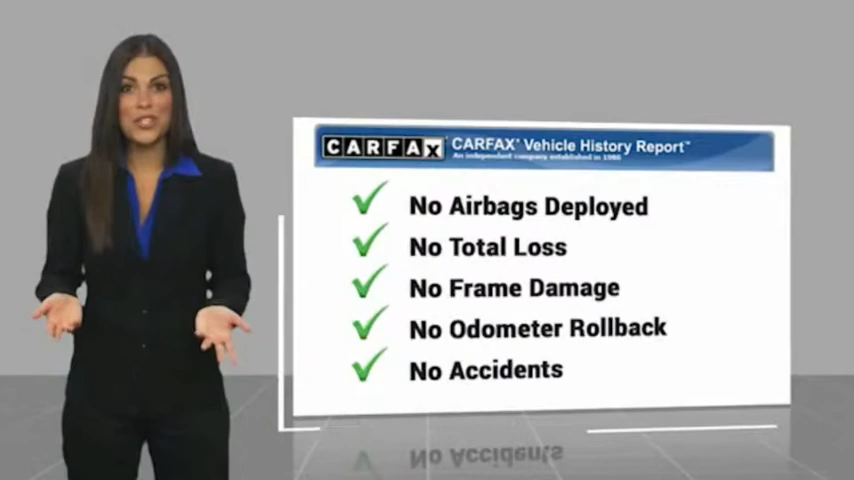 CARFAX CARFAX® Vehicle History Report™
An independent company established in 1986
No Airbags Deployed
No Total Loss
No Frame Damage
No Odometer Rollback
No Accidents
No Accidents